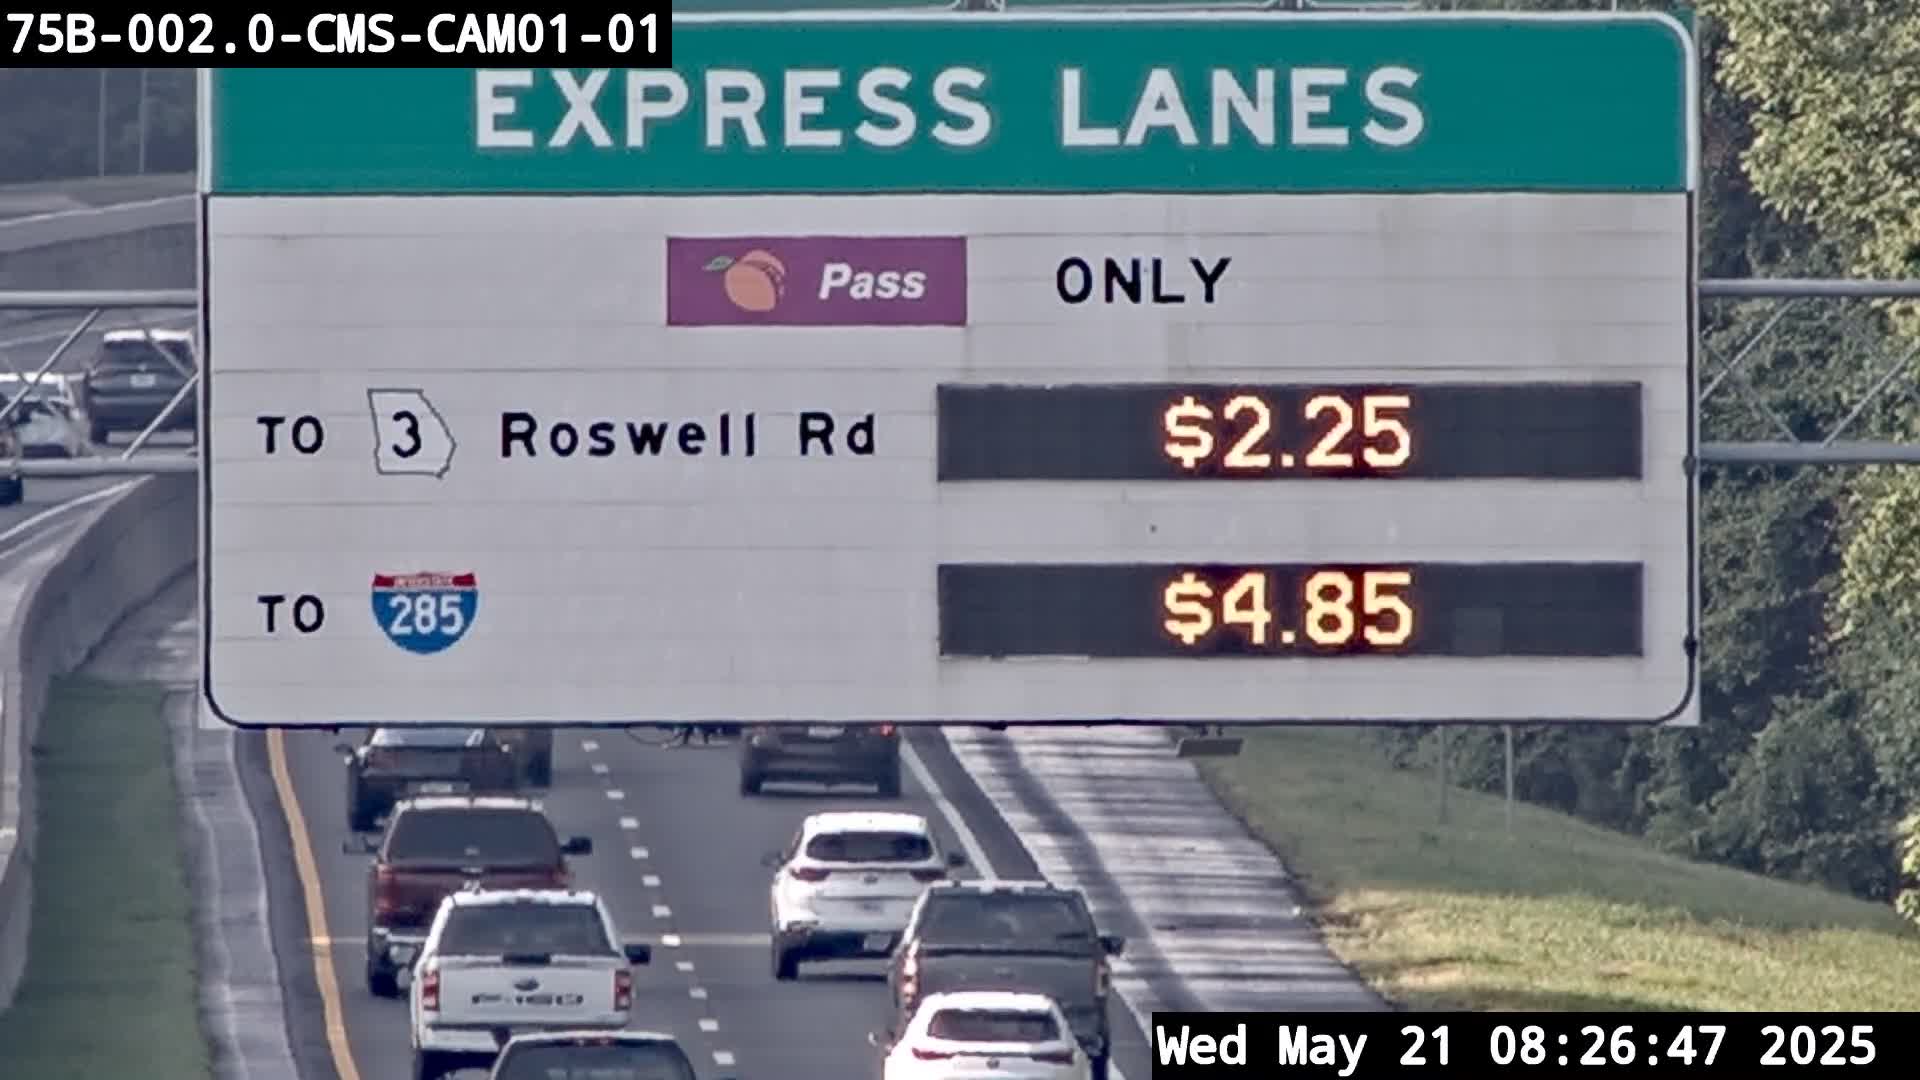 75B-002.0-CMS-CAM01-01
EXPRESS LANES
Pass ONLY
TO 3 Roswell Rd $2.25
INTERSTATE
TO 285 $4.85
Wed May 21 08:26:47 2025